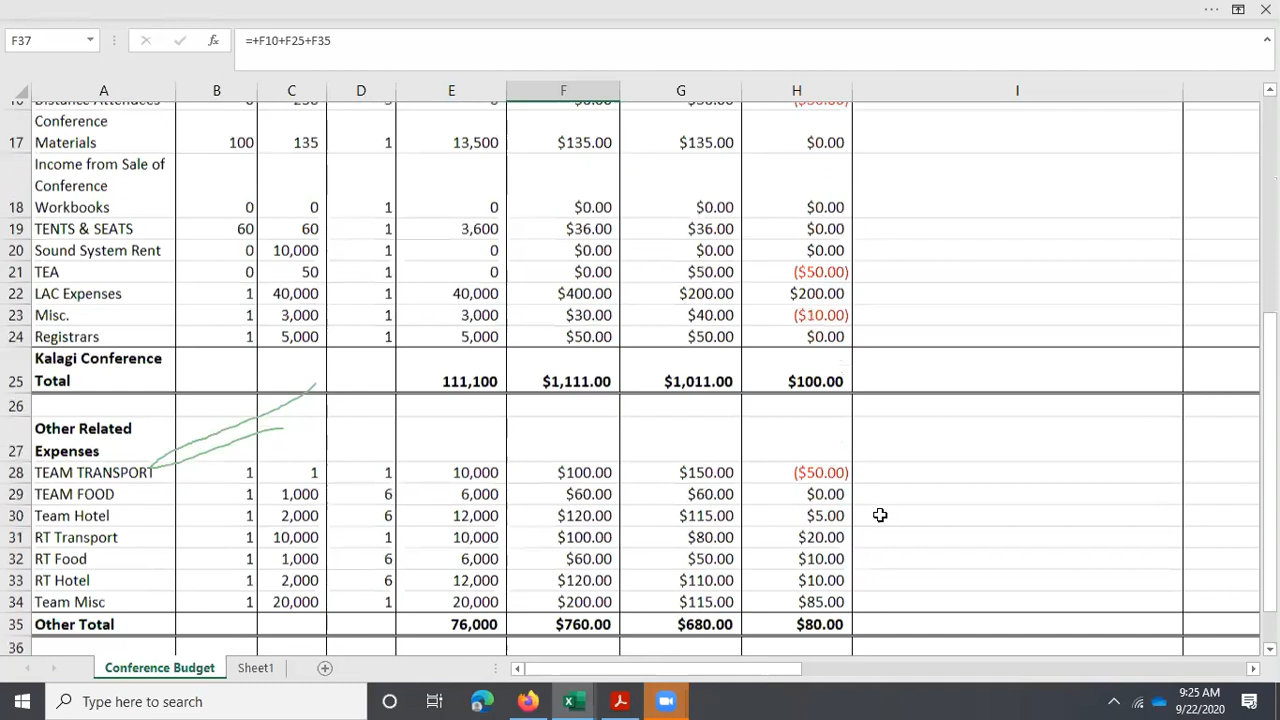 F37 =+F10+F25+F35
A B C D E F G H I
16 Distance Attendees $0.00
Conference
17 Materials 100 135 1 13,500 $135.00 $135.00 $0.00
Income from Sale of
Conference
18 Workbooks 0 0 1 0 $0.00 $0.00 $0.00
19 TENTS & SEATS 60 60 1 3,600 $36.00 $36.00 $0.00
20 Sound System Rent 0 10,000 1 0 $0.00 $0.00 $0.00
21 TEA 0 50 1 0 $0.00 $50.00 ($50.00)
22 LAC Expenses 1 40,000 1 40,000 $400.00 $200.00 $200.00
23 Misc. 1 3,000 1 3,000 $30.00 $40.00 ($10.00)
24 Registrars 1 5,000 1 5,000 $50.00 $50.00 $0.00
Kalagi Conference
25 Total 111,100 $1,111.00 $1,011.00 $100.00
26
Other Related
27 Expenses
28 TEAM TRANSPORT 1 1 1 10,000 $100.00 $150.00 ($50.00)
29 TEAM FOOD 1 1,000 6 6,000 $60.00 $60.00 $0.00
30 Team Hotel 1 2,000 6 12,000 $120.00 $115.00 $5.00
31 RT Transport 1 10,000 1 10,000 $100.00 $80.00 $20.00
32 RT Food 1 1,000 6 6,000 $60.00 $50.00 $10.00
33 RT Hotel 1 2,000 6 12,000 $120.00 $110.00 $10.00
34 Team Misc 1 20,000 1 20,000 $200.00 $115.00 $85.00
35 Other Total 76,000 $760.00 $680.00 $80.00
36
Conference Budget Sheet1
Type here to search
9:25 AM
9/22/2020